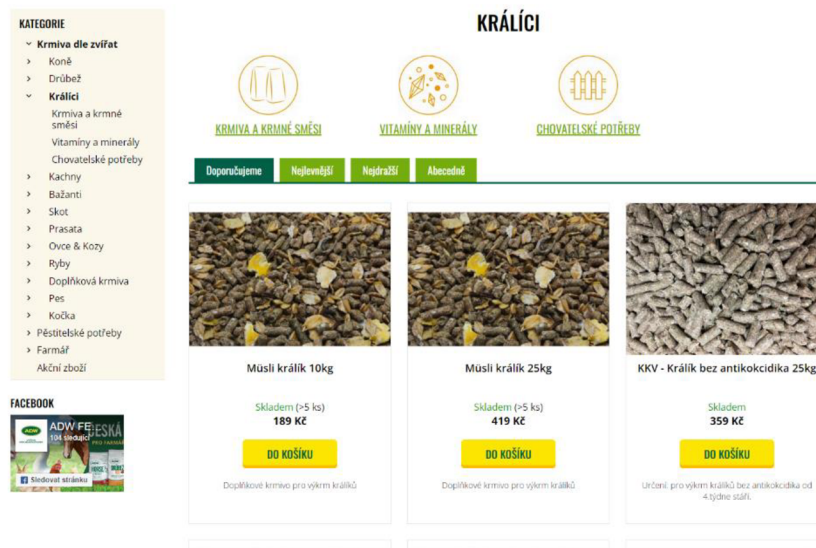 KATEGORIE
Krmiva dle zvířat
Koně
Drůbež
Králíci
Krmiva a krmné
směsi
Vitamíny a minerály
Chovatelské potřeby
Kachny
Bažanti
Skot
Prasata
Ovce & Kozy
Ryby
Doplňková krmiva
Pes
Kočka
Pěstitelské potřeby
Farmář
Akční zboží
FACEBOOK
ADW
ADW FE
104 sledující
Sledovat stránku
KRÁLÍCI
KRMIVA A KRMNÉ SMĚSI
VITAMÍNY A MINERÁLY
CHOVATELSKÉ POTŘEBY
Doporučujeme
Nejlevnější
Nejdražší
Abecedně
Müsli králík 10kg
Skladem (>5 ks)
189 Kč
DO KOŠÍKU
Doplňkové krmivo pro výkrm králíků
Müsli králík 25kg
Skladem (>5 ks)
419 Kč
DO KOŠÍKU
Doplňkové krmivo pro výkrm králíků
KKV - Králík bez antikokcidika 25kg
Skladem
359 Kč
DO KOŠÍKU
Určení: pro výkrm králíků bez antikokcidika od
4.týdne stáří.